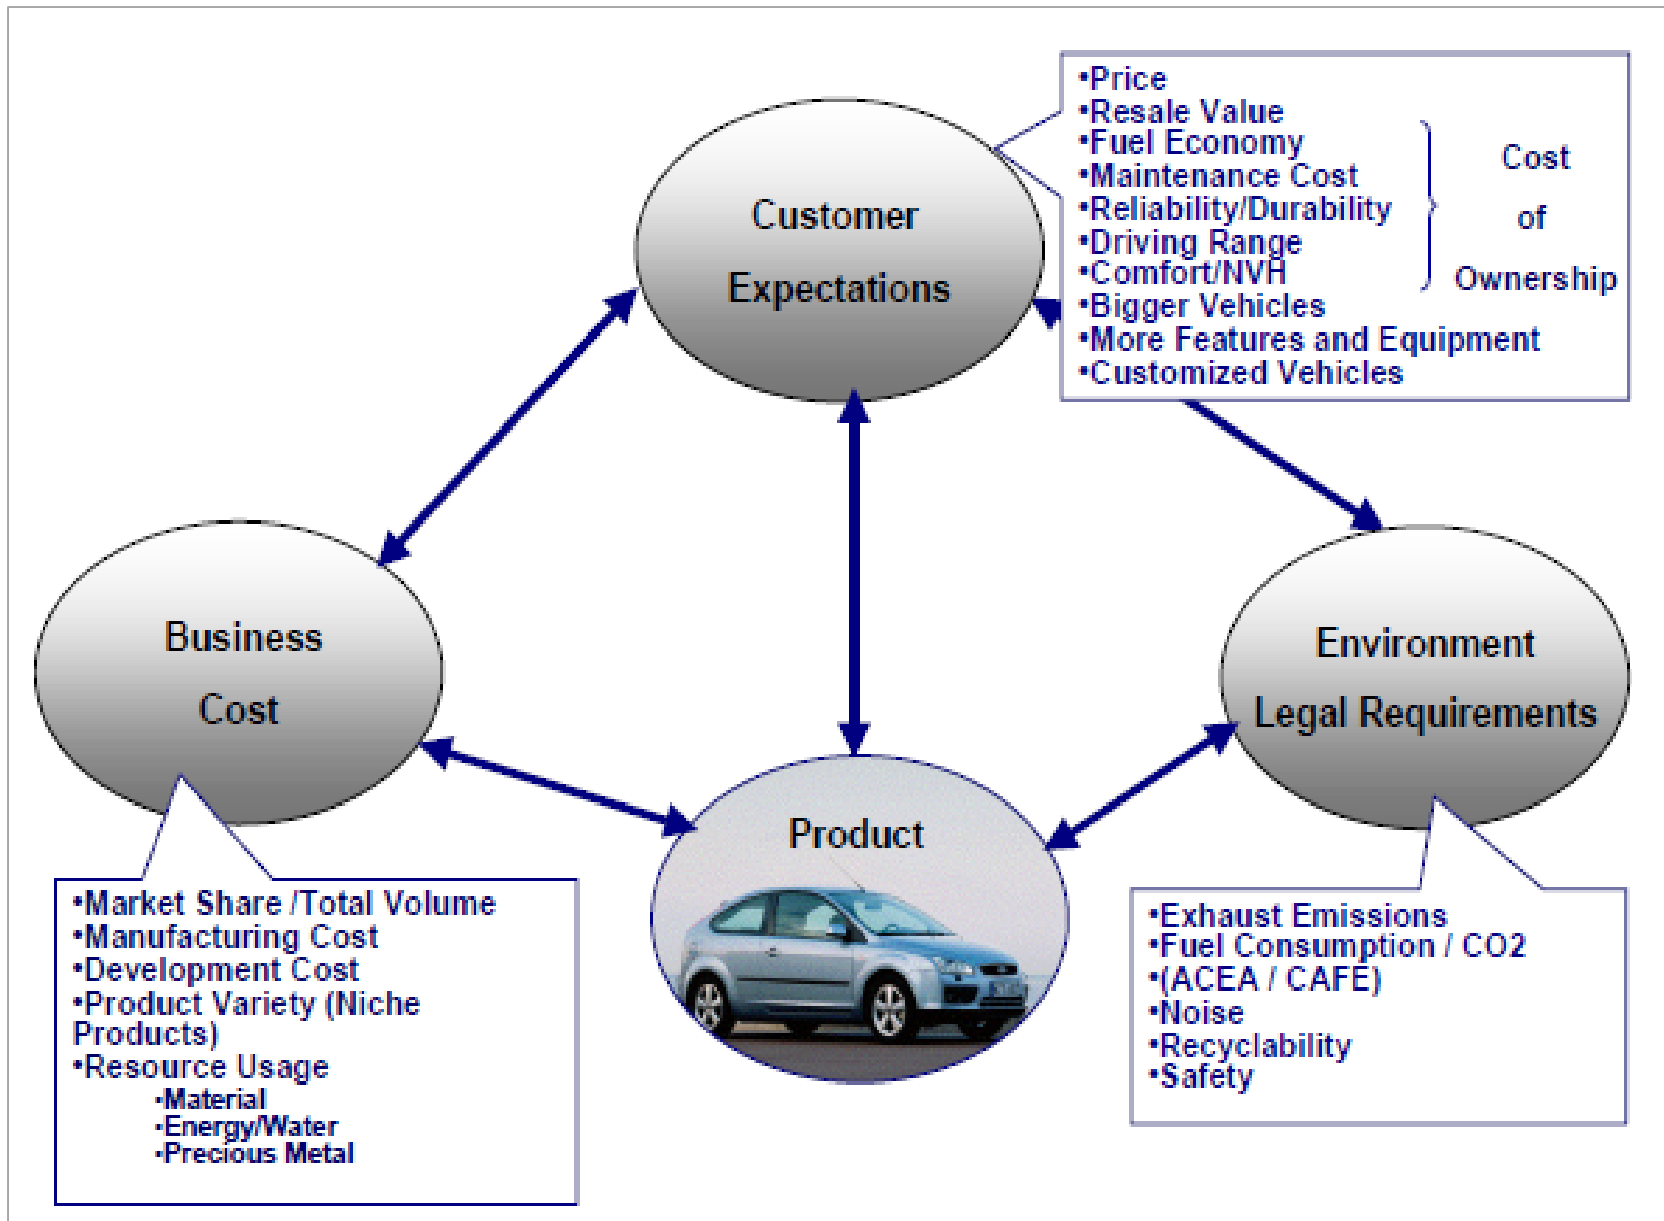 Customer
Expectations
•Price
•Resale Value
•Fuel Economy
•Maintenance Cost
•Reliability/Durability
•Driving Range
•Comfort/NVH
•Bigger Vehicles
•More Features and Equipment
•Customized Vehicles
Cost
of
Ownership
Business
Cost
Environment
Legal Requirements
Product
•Market Share /Total Volume
•Manufacturing Cost
•Development Cost
•Product Variety (Niche
Products)
•Resource Usage
•Material
•Energy/Water
•Precious Metal
•Exhaust Emissions
•Fuel Consumption / CO2
•(ACEA / CAFE)
•Noise
•Recyclability
•Safety